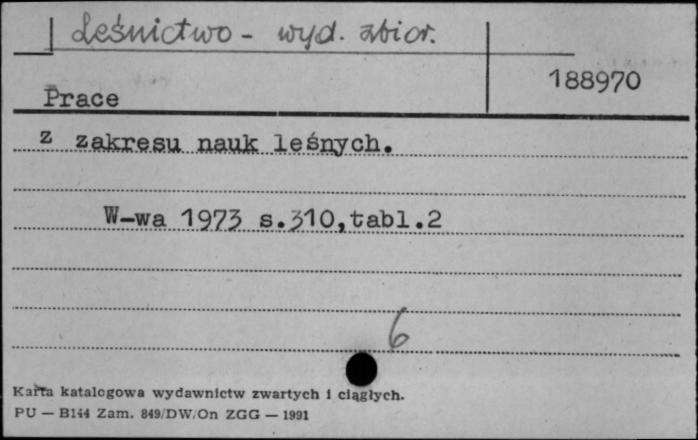 Leśnictwo - wyd. zbior.
188970
Prace
z zakresu nauk leśnych.
W-wa 1973 s.310,tabl.2
6
Karta katalogowa wydawnictw zwartych i ciągłych.
PU — B144 Zam. 849/DW/On ZGG — 1991